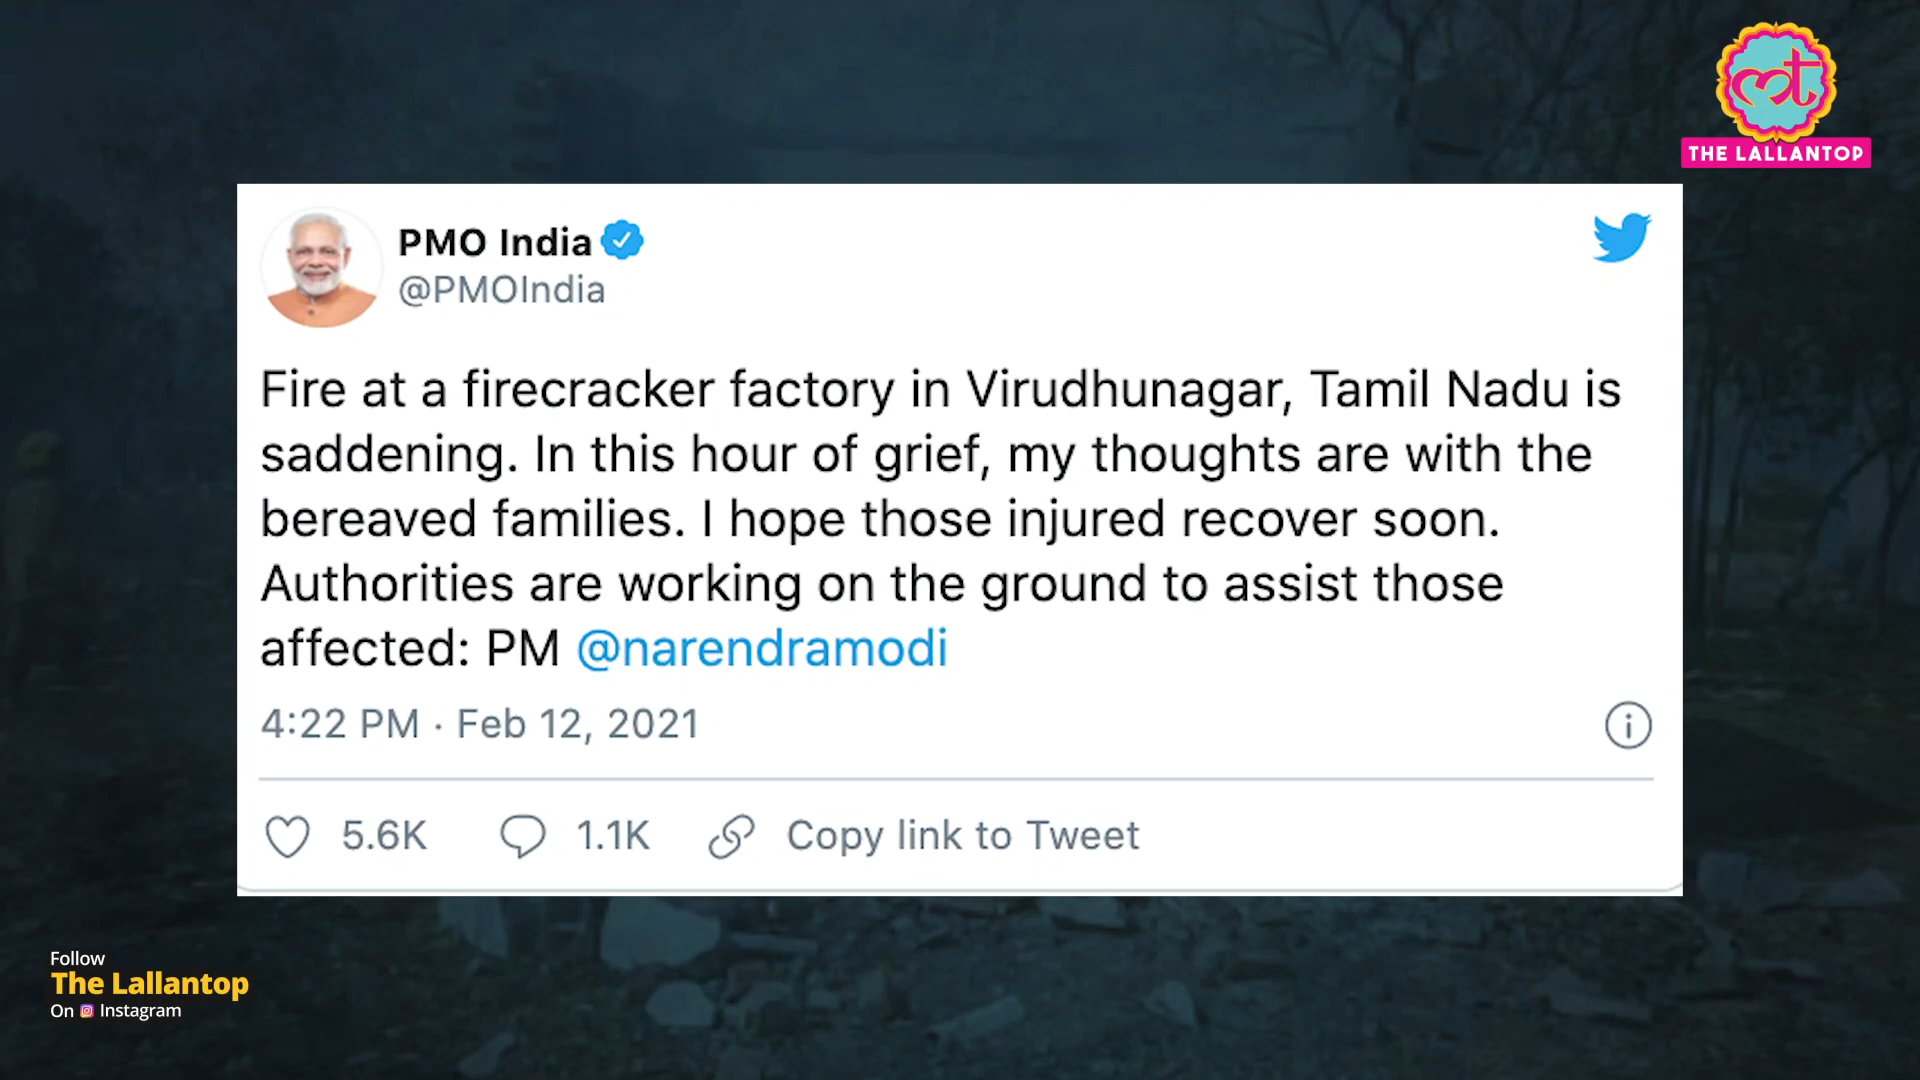 THE LALLANTOP
PMO India
@PMOIndia
Fire at a firecracker factory in Virudhunagar, Tamil Nadu is
saddening. In this hour of grief, my thoughts are with the
bereaved families. I hope those injured recover soon.
Authorities are working on the ground to assist those
affected: PM @narendramodi
4:22 PM · Feb 12, 2021
5.6K 1.1K Copy link to Tweet
Follow
The Lallantop
On Instagram